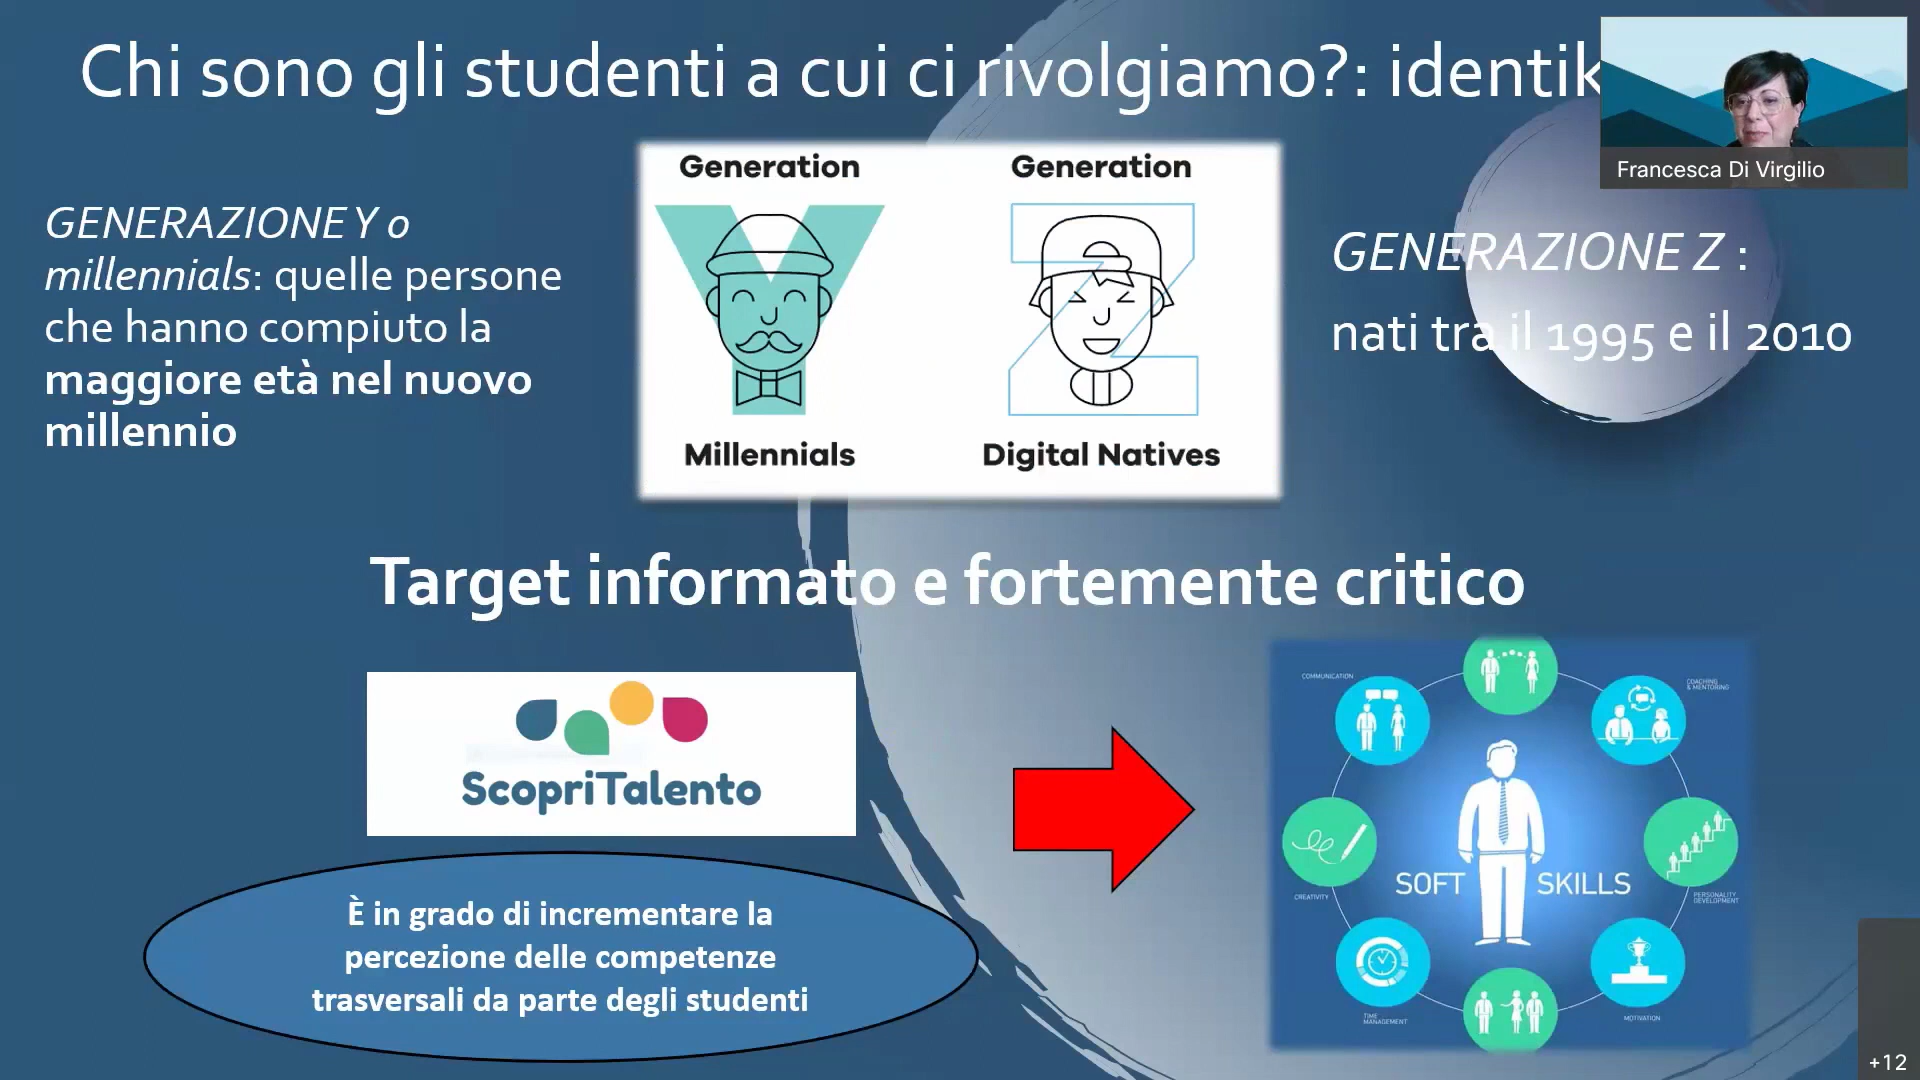 Chi sono gli studenti a cui ci rivolgiamo?: identik
Francesca Di Virgilio
GENERAZIONE Y o
millennials: quelle persone
che hanno compiuto la
maggiore età nel nuovo
millennio
Generation
Millennials
Generation
Digital Natives
GENERAZIONE Z :
nati tra il 1995 e il 2010
Target informato e fortemente critico
ScopriTalento
È in grado di incrementare la
percezione delle competenze
trasversali da parte degli studenti
COMMUNICATION
COACHING
& MENTORING
CREATIVITY
SOFT SKILLS
PERSONALITY
DEVELOPMENT
TIME
MANAGEMENT
MOTIVATION
+12